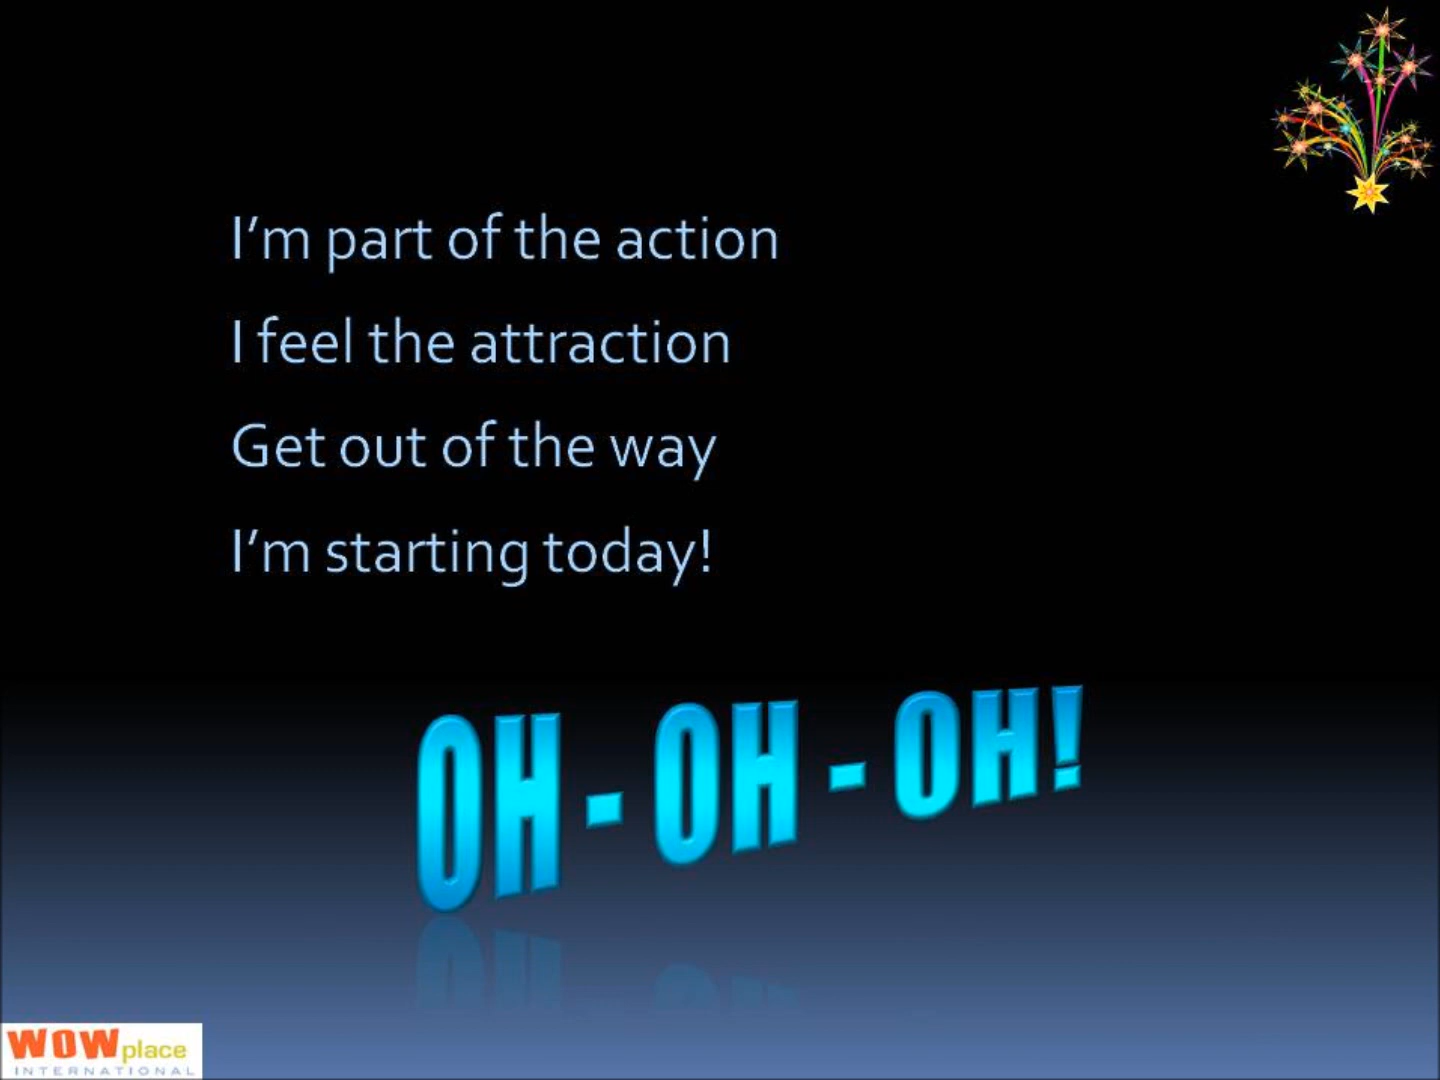 I’m part of the action
I feel the attraction
Get out of the way
I’m starting today!
OH - OH - OH!
WOWplace
INTERNATIONAL